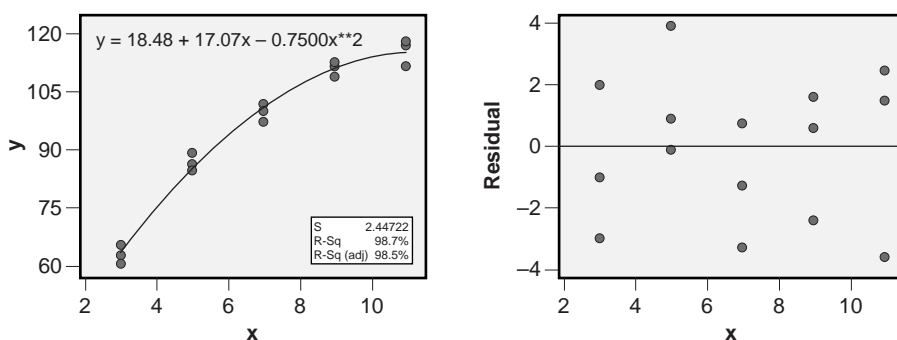 y = 18.48 + 17.07x – 0.7500x**2
120
105
90
75
60
y
S 2.44722
R-Sq 98.7%
R-Sq (adj) 98.5%
2 4 6 8 10
x
4
2
0
–2
–4
Residual
2 4 6 8 10
x